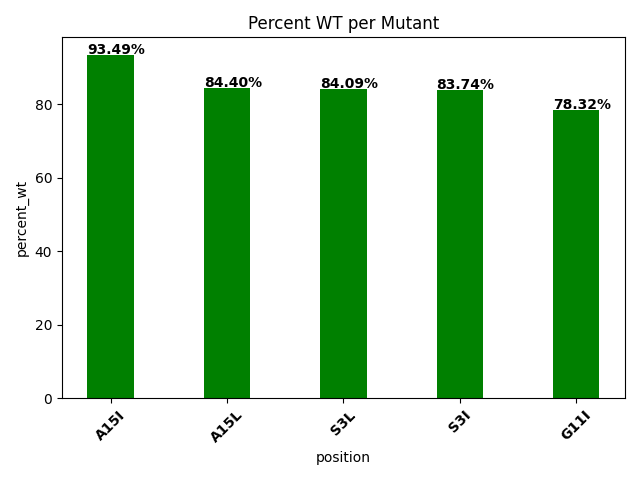 Percent WT per Mutant
93.49%
84.40%
84.09%
83.74%
78.32%
percent_wt
80
60
40
20
0
A15I
A15L
S3L
S3I
G11I
position